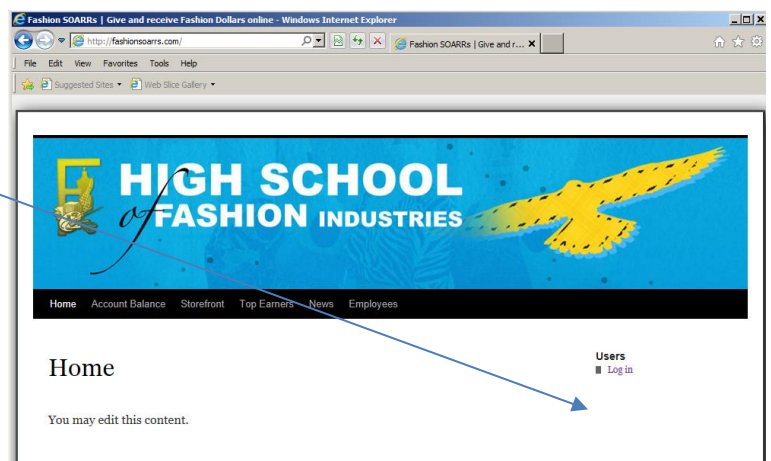 Fashion SOARRs | Give and receive Fashion Dollars online - Windows Internet Explorer
http://fashionsoarrs.com/
Fashion SOARRs | Give and r...
File Edit View Favorites Tools Help
Suggested Sites Web Slice Gallery
HIGH SCHOOL
of FASHION INDUSTRIES
Home Account Balance Storefront Top Earners News Employees
Home
Users
Log in
You may edit this content.